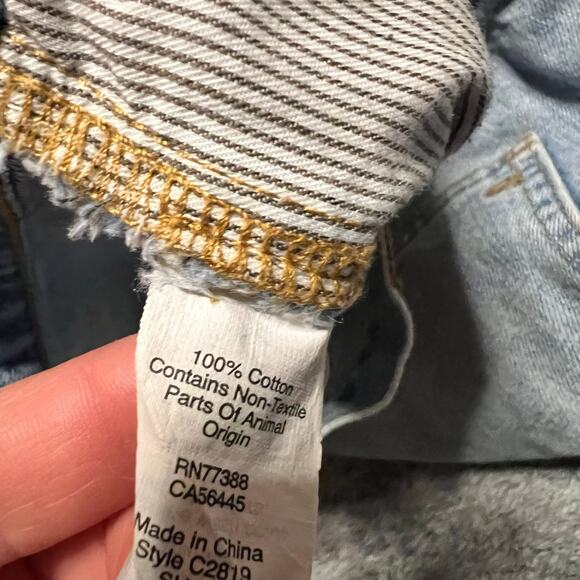 100% Cotton
Contains Non-Textile
Parts Of Animal
Origin
RN77388
CA56445
Made in China
Style C2819